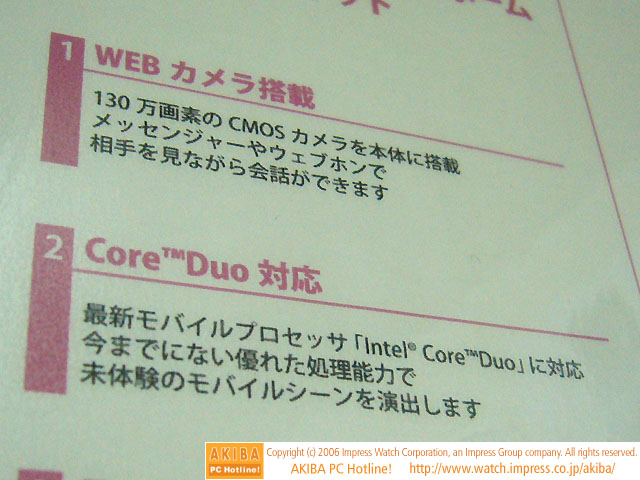 ット
ーム
1 WEB カメラ搭載
130 万画素の CMOS カメラを本体に搭載
メッセンジャーやウェブホンで
相手を見ながら会話ができます
2 Core™Duo 対応
最新モバイルプロセッサ「Intel® Core™Duo」に対応
今までにない優れた処理能力で
未体験のモバイルシーンを演出します
AKIBA
PC Hotline!
Copyright (c) 2006 Impress Watch Corporation, an Impress Group company. All rights reserved.
AKIBA PC Hotline! http://www.watch.impress.co.jp/akiba/